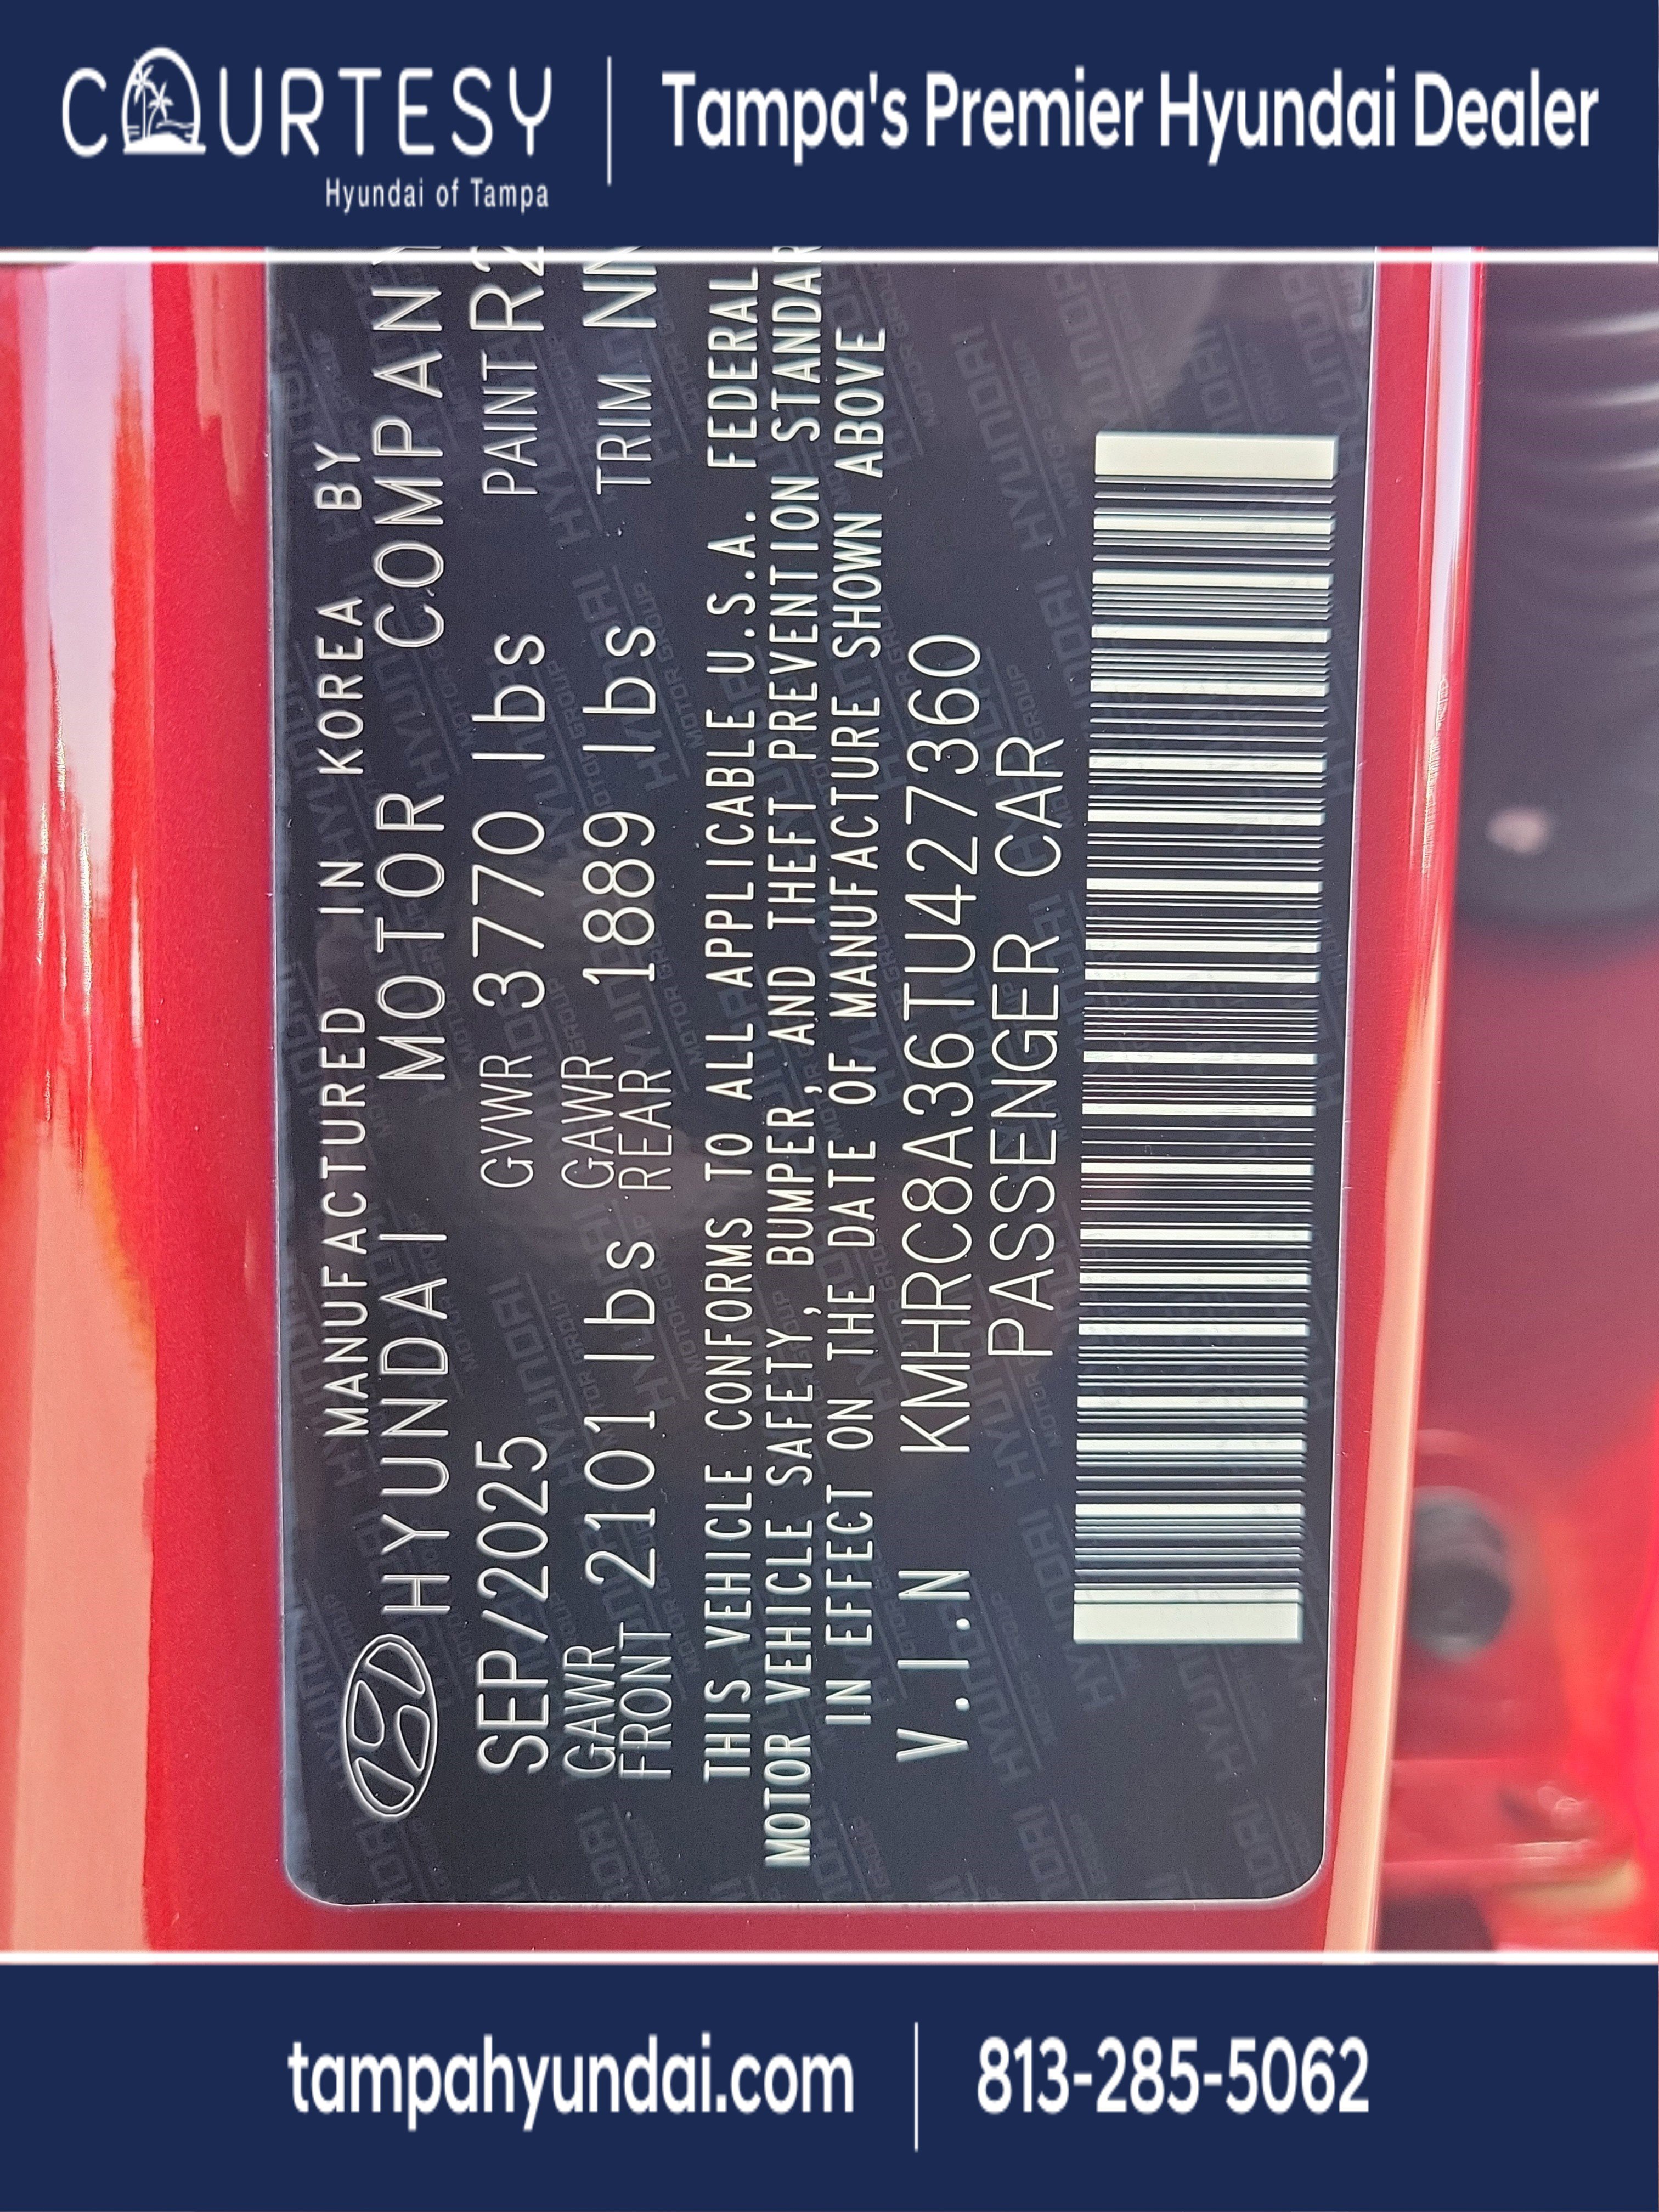 COURTESY
Hyundai of Tampa
Tampa's Premier Hyundai Dealer
MANUFACTURED IN KOREA BY
HYUNDAI MOTOR COMPANY
SEP/2025 GVWR 3770 lbs PAINT R2
GAWR FRONT 2101 lbs GAWR REAR 1889 lbs TRIM NN
THIS VEHICLE CONFORMS TO ALL APPLICABLE U.S.A. FEDERAL
MOTOR VEHICLE SAFETY, BUMPER, AND THEFT PREVENTION STANDAR
IN EFFECT ON THE DATE OF MANUFACTURE SHOWN ABOVE
V.I.N KMHRC8A36TU427360
PASSENGER CAR
tampahyundai.com
813-285-5062